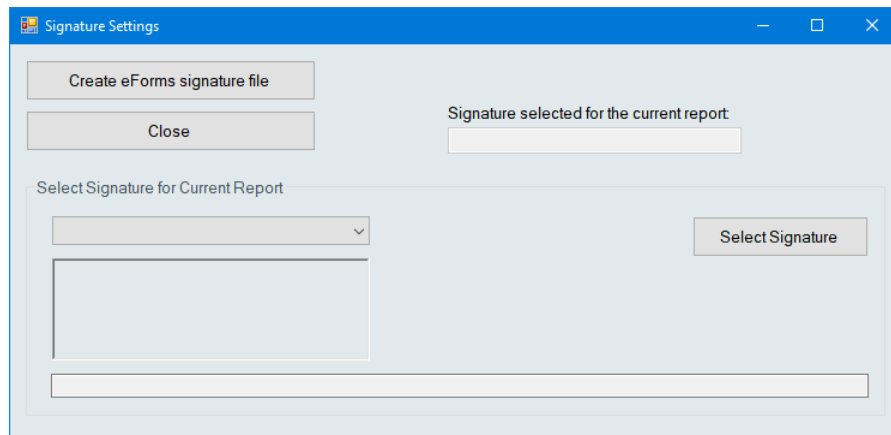 Signature Settings
Create eForms signature file
Close
Signature selected for the current report:
Select Signature for Current Report
Select Signature